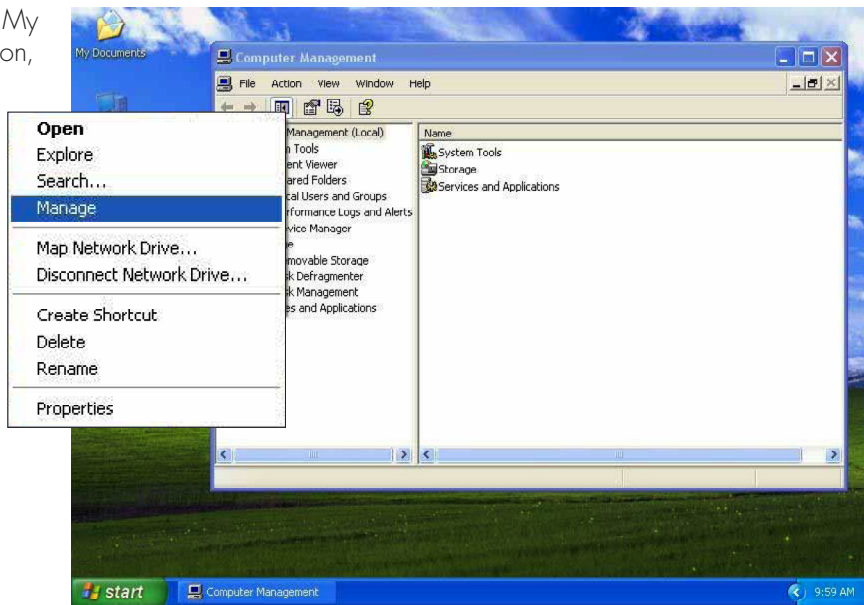 My
on,
My Documents
Computer Management
File Action View Window Help
Open
Explore
Search...
Manage
Map Network Drive...
Disconnect Network Drive...
Create Shortcut
Delete
Rename
Properties
Management (Local)
Tools
ent Viewer
ared Folders
cal Users and Groups
rformance Logs and Alerts
vice Manager
e
movable Storage
sk Defragmenter
sk Management
es and Applications
Name
System Tools
Storage
Services and Applications
start Computer Management 9:59 AM